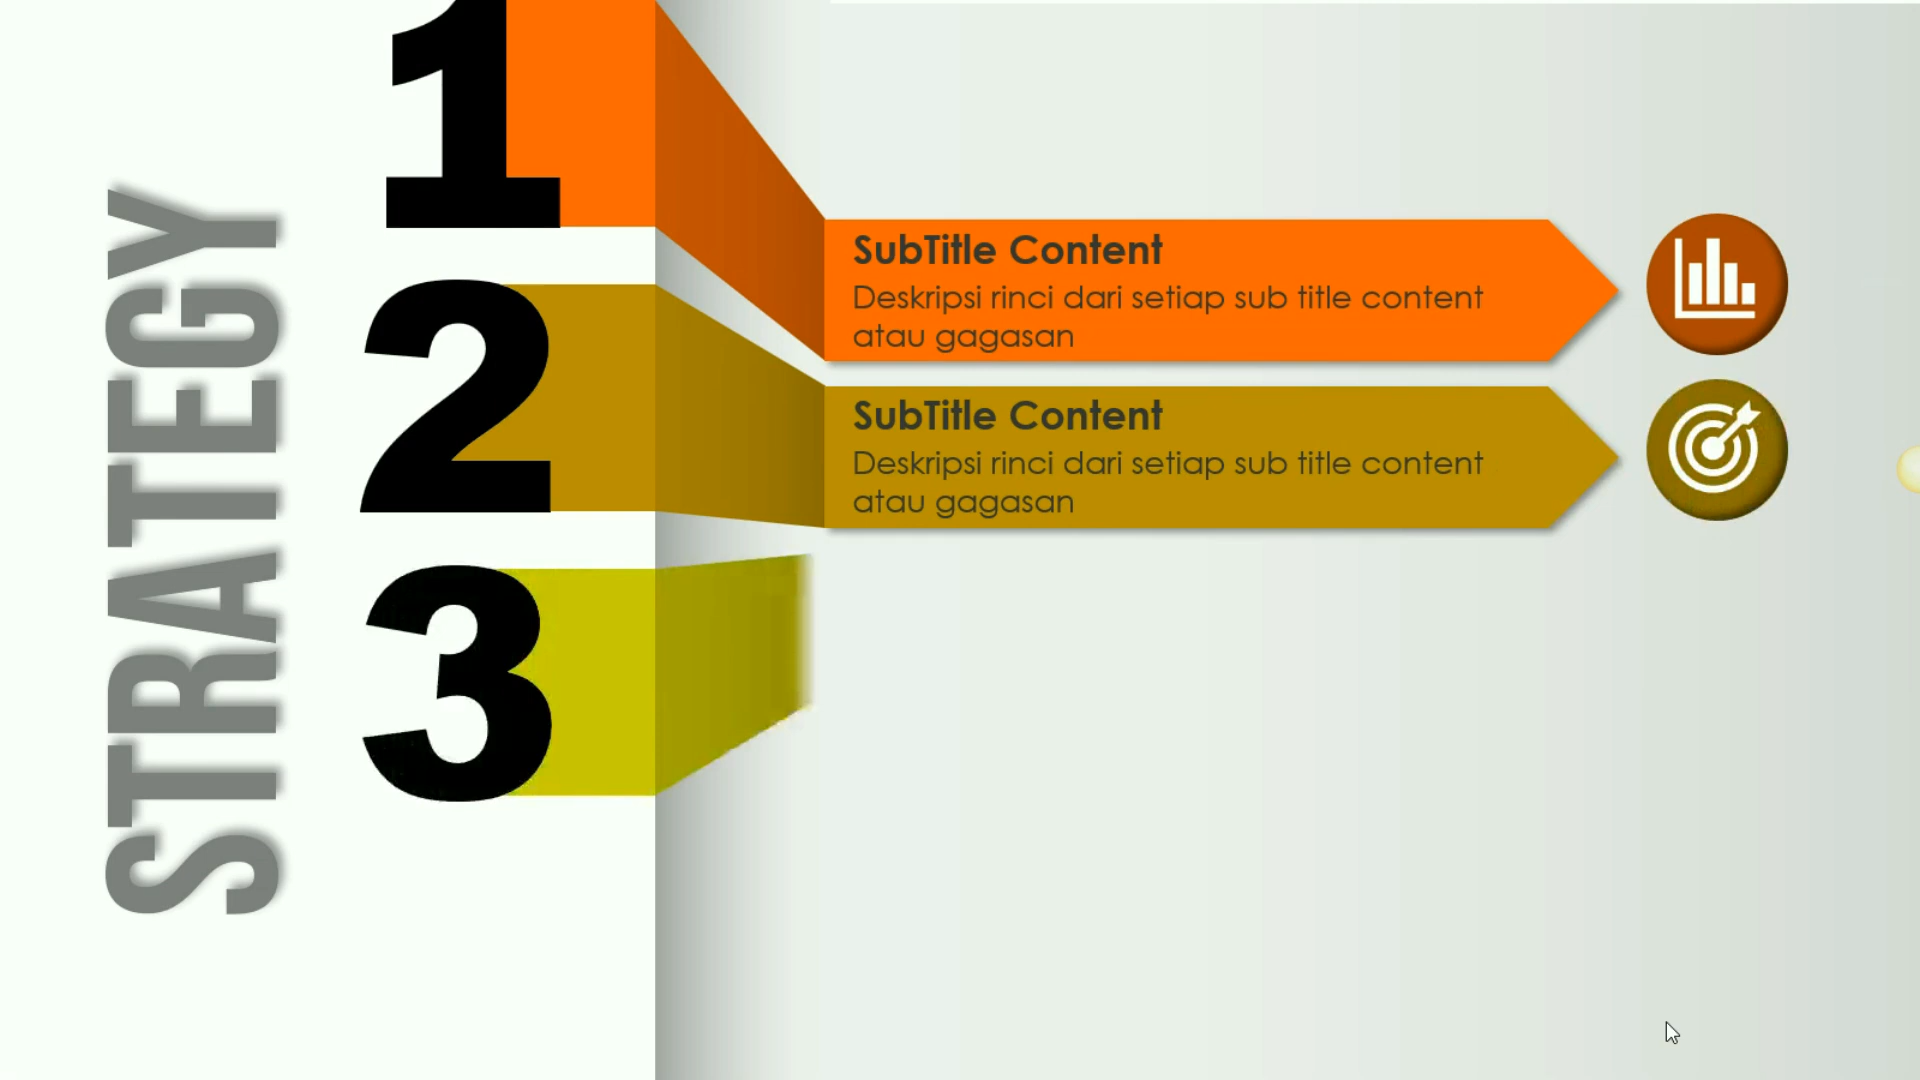 STRATEGY
1
SubTitle Content
Deskripsi rinci dari setiap sub title content
atau gagasan
2
SubTitle Content
Deskripsi rinci dari setiap sub title content
atau gagasan
3